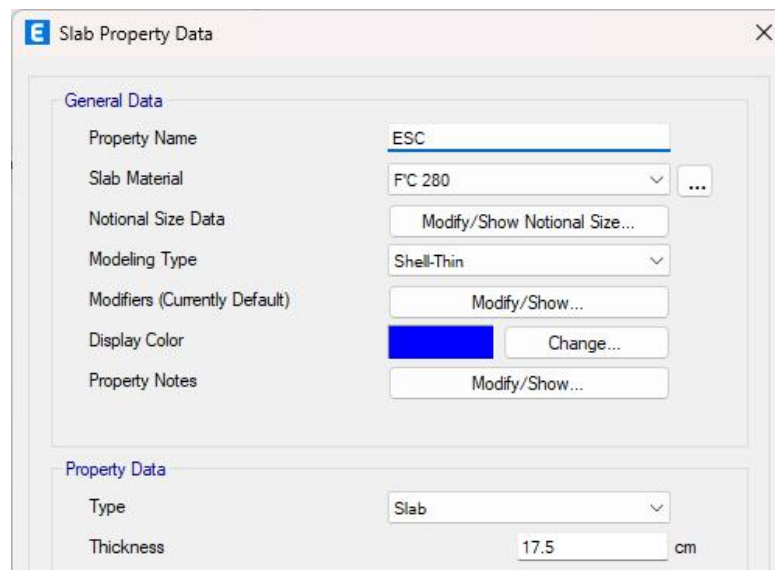 E Slab Property Data
General Data
Property Name ESC
Slab Material F'C 280 ...
Notional Size Data Modify/Show Notional Size...
Modeling Type Shell-Thin
Modifiers (Currently Default) Modify/Show...
Display Color Change...
Property Notes Modify/Show...
Property Data
Type Slab
Thickness 17.5 cm